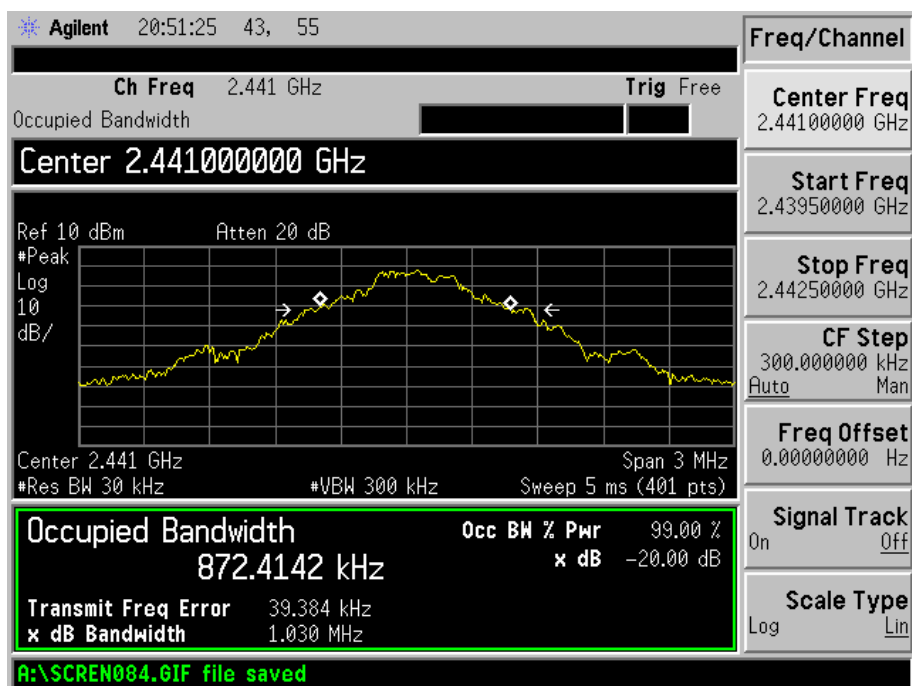 Agilent 20:51:25 43, 55
Ch Freq 2.441 GHz Trig Free
Occupied Bandwidth
Center 2.441000000 GHz
Ref 10 dBm Atten 20 dB
#Peak
Log
10
dB/
Center 2.441 GHz Span 3 MHz
#Res BW 30 kHz #VBW 300 kHz Sweep 5 ms (401 pts)
Occupied Bandwidth Occ BW % Pwr 99.00 %
872.4142 kHz x dB -20.00 dB
Transmit Freq Error 39.384 kHz
x dB Bandwidth 1.030 MHz
A:\SCREN084.GIF file saved
Freq/Channel
Center Freq
2.44100000 GHz
Start Freq
2.43950000 GHz
Stop Freq
2.44250000 GHz
CF Step
300.000000 kHz
Auto Man
Freq Offset
0.00000000 Hz
Signal Track
On Off
Scale Type
Log Lin